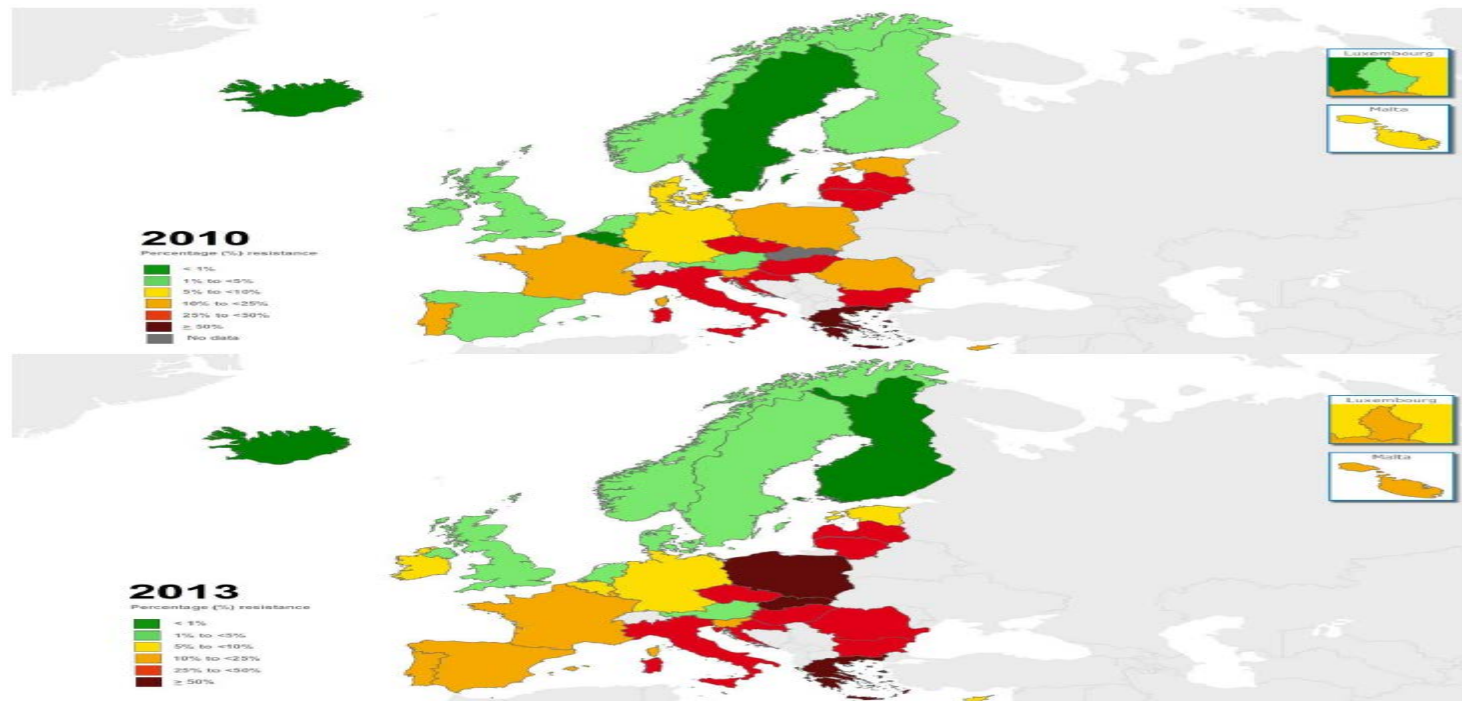 Luxembourg
Malta
2010
Percentage (%) resistance
< 1%
1% to <5%
5% to <10%
10% to <25%
25% to <50%
≥ 50%
No data
Luxembourg
Malta
2013
Percentage (%) resistance
< 1%
1% to <5%
5% to <10%
10% to <25%
25% to <50%
≥ 50%